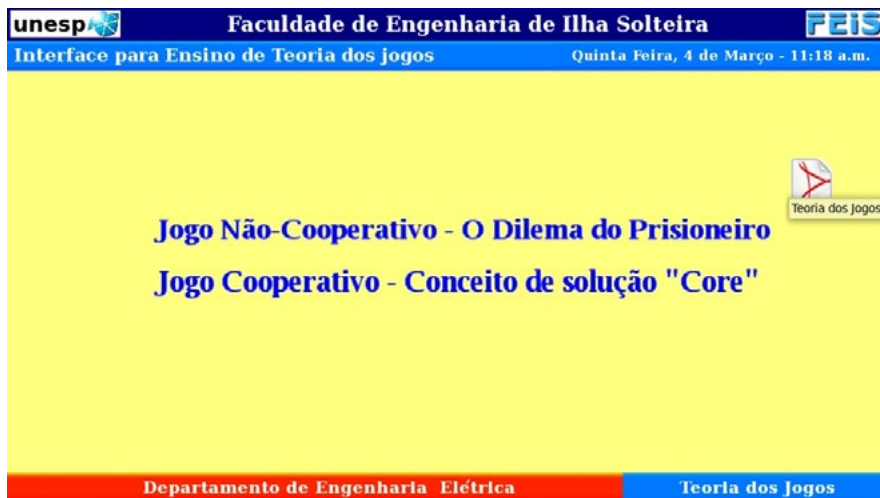 unesp
Faculdade de Engenharia de Ilha Solteira
FEIS
Interface para Ensino de Teoria dos jogos
Quinta Feira, 4 de Março - 11:18 a.m.
Teoria dos Jogos
Jogo Não-Cooperativo - O Dilema do Prisioneiro
Jogo Cooperativo - Conceito de solução "Core"
Departamento de Engenharia Elétrica
Teoria dos Jogos